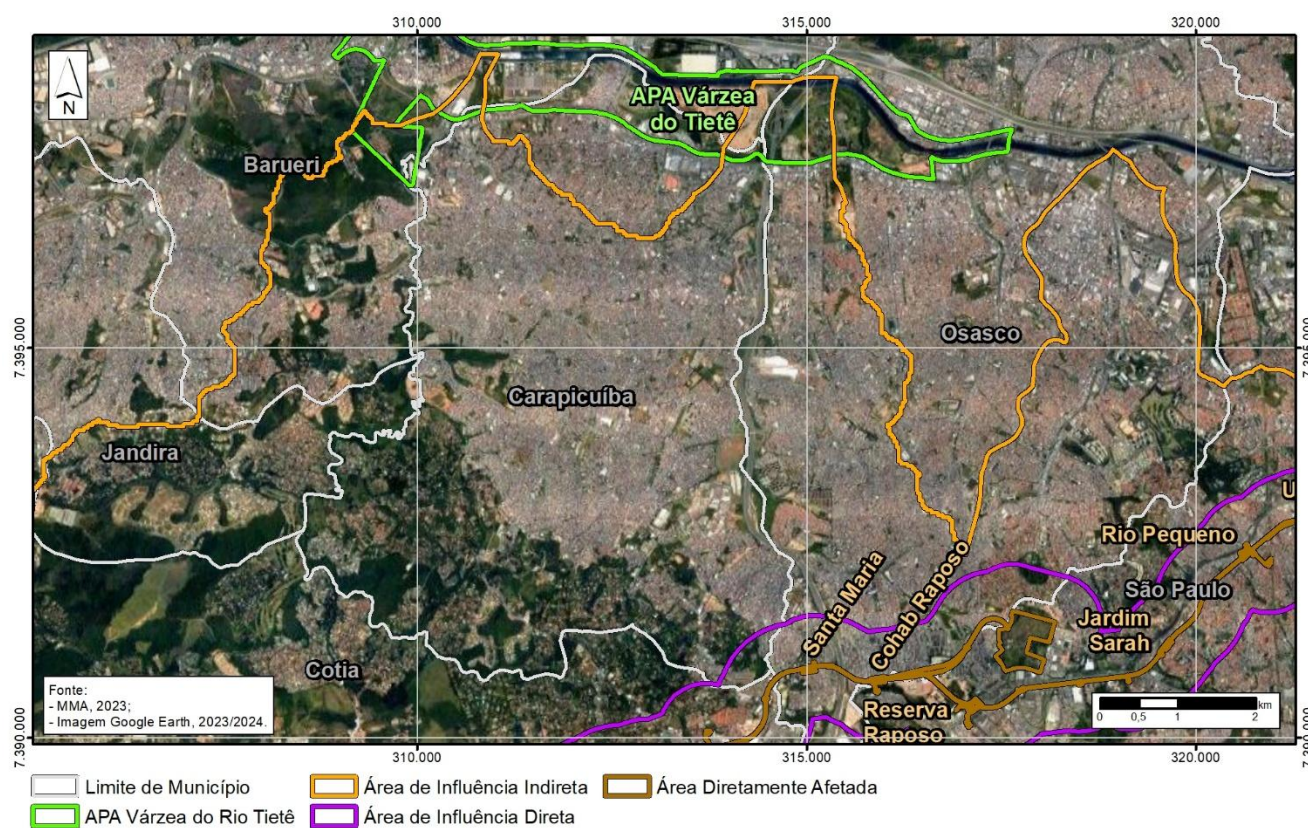 310.000 315.000 320.000
N
APA Várzea
do Tietê
Barueri
Osasco
7.395.000
Carapicuíba
Jandira
Rio Pequeno
Santa Maria
Cohab Raposo
São Paulo
Jardim
Sarah
Cotia
Fonte:
- MMA, 2023;
- Imagem Google Earth, 2023/2024.
Reserva
Raposo
0 0,5 1 2 km
7.390.000 7.390.000
310.000 315.000 320.000
Limite de Município Área de Influência Indireta Área Diretamente Afetada
APA Várzea do Rio Tietê Área de Influência Direta